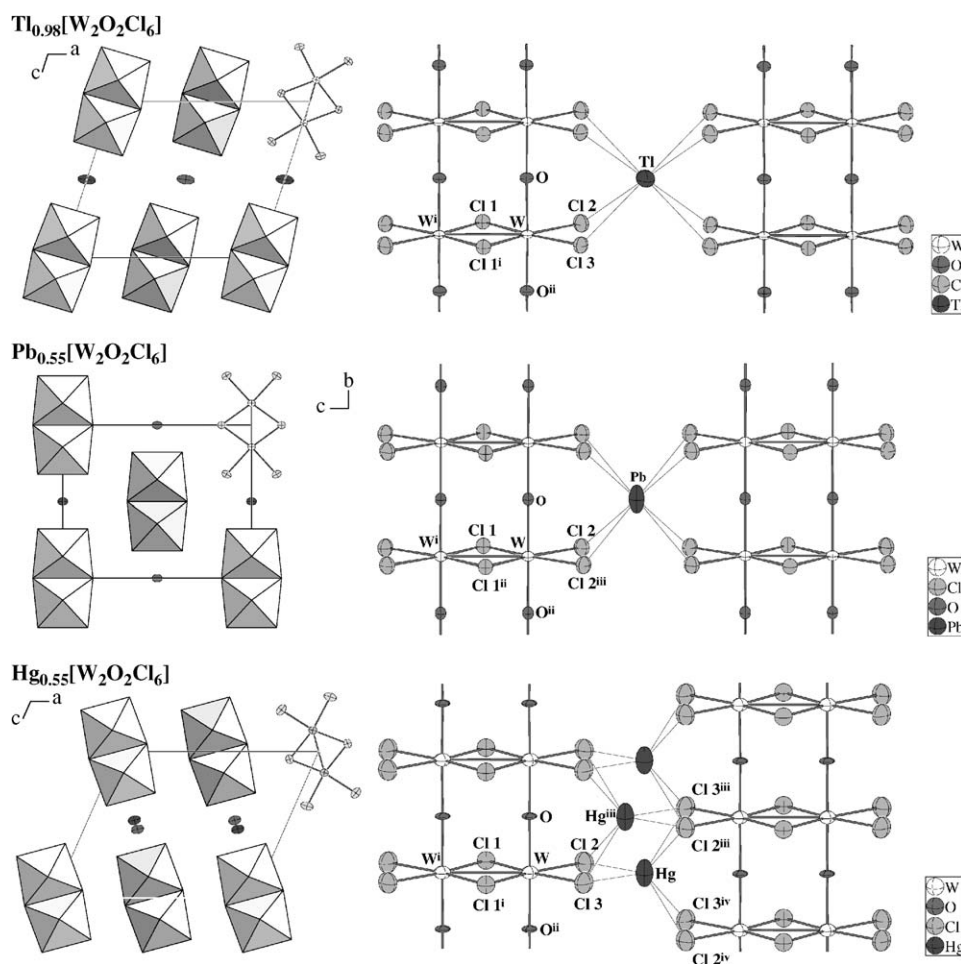 Tl0.98[W2O2Cl6]
c a
Tl
O
Cl 1 Cl 2
Wi W
Cl 1i Cl 3
Oii
W
O
C
Tl
Pb0.55[W2O2Cl6]
b
c
Pb
O
Cl 1 Cl 2
Wi W
Cl 1ii Cl 2iii
Oii
W
Cl
O
Pb
Hg0.55[W2O2Cl6]
c a
Cl 3iii
O Hgiii
Cl 1 Cl 2 Cl 2iii
Wi W
Hg
Cl 1i Cl 3 Cl 3iv
Oii
Cl 2iv
W
O
Cl
Hg